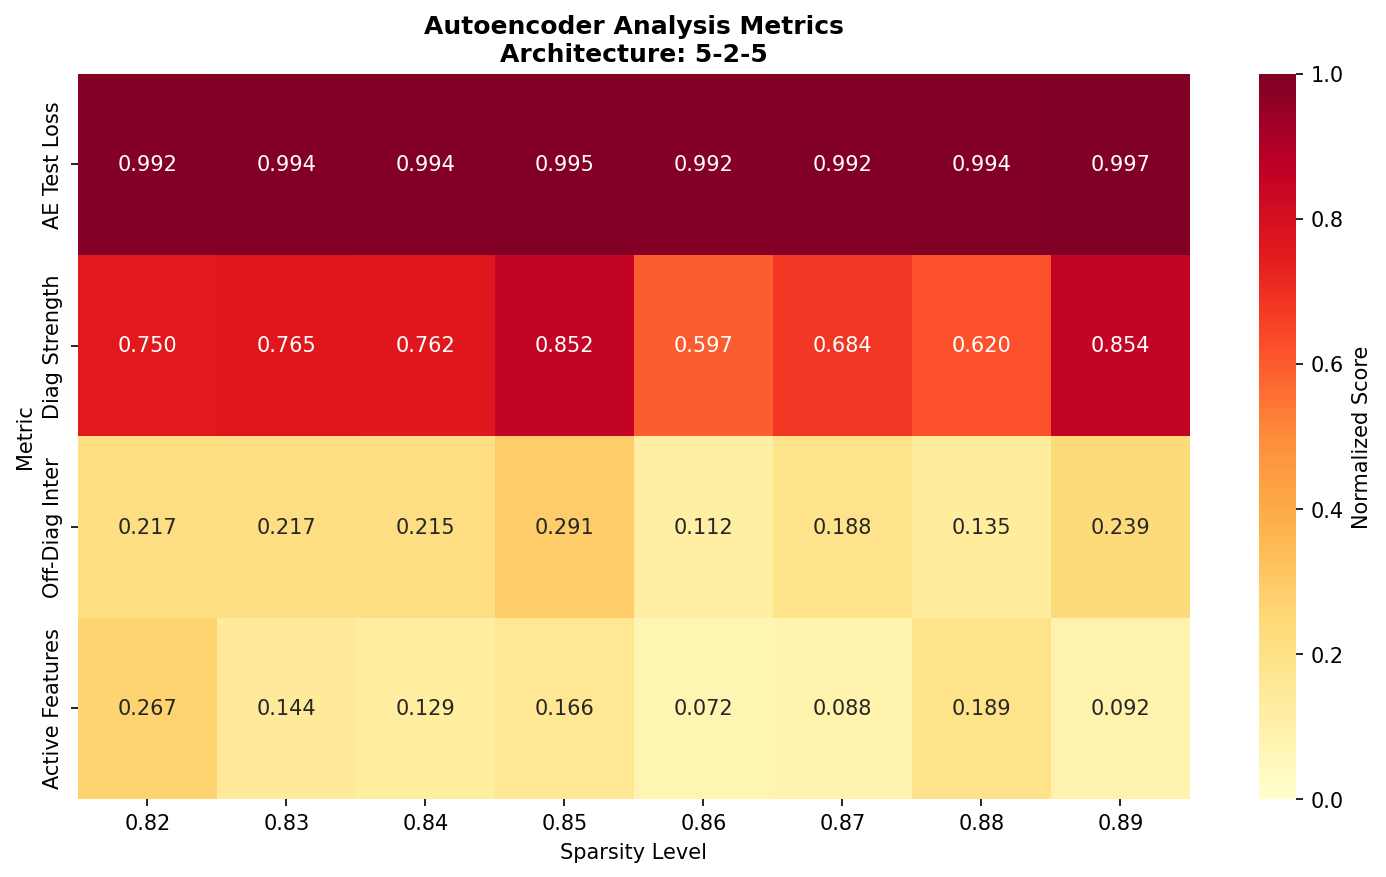 Autoencoder Analysis Metrics
Architecture: 5-2-5
Metric
AE Test Loss
0.992 0.994 0.994 0.995 0.992 0.992 0.994 0.997
Diag Strength
0.750 0.765 0.762 0.852 0.597 0.684 0.620 0.854
Off-Diag Inter
0.217 0.217 0.215 0.291 0.112 0.188 0.135 0.239
Active Features
0.267 0.144 0.129 0.166 0.072 0.088 0.189 0.092
0.82 0.83 0.84 0.85 0.86 0.87 0.88 0.89
Sparsity Level
1.0
0.8
0.6
0.4
0.2
0.0
Normalized Score